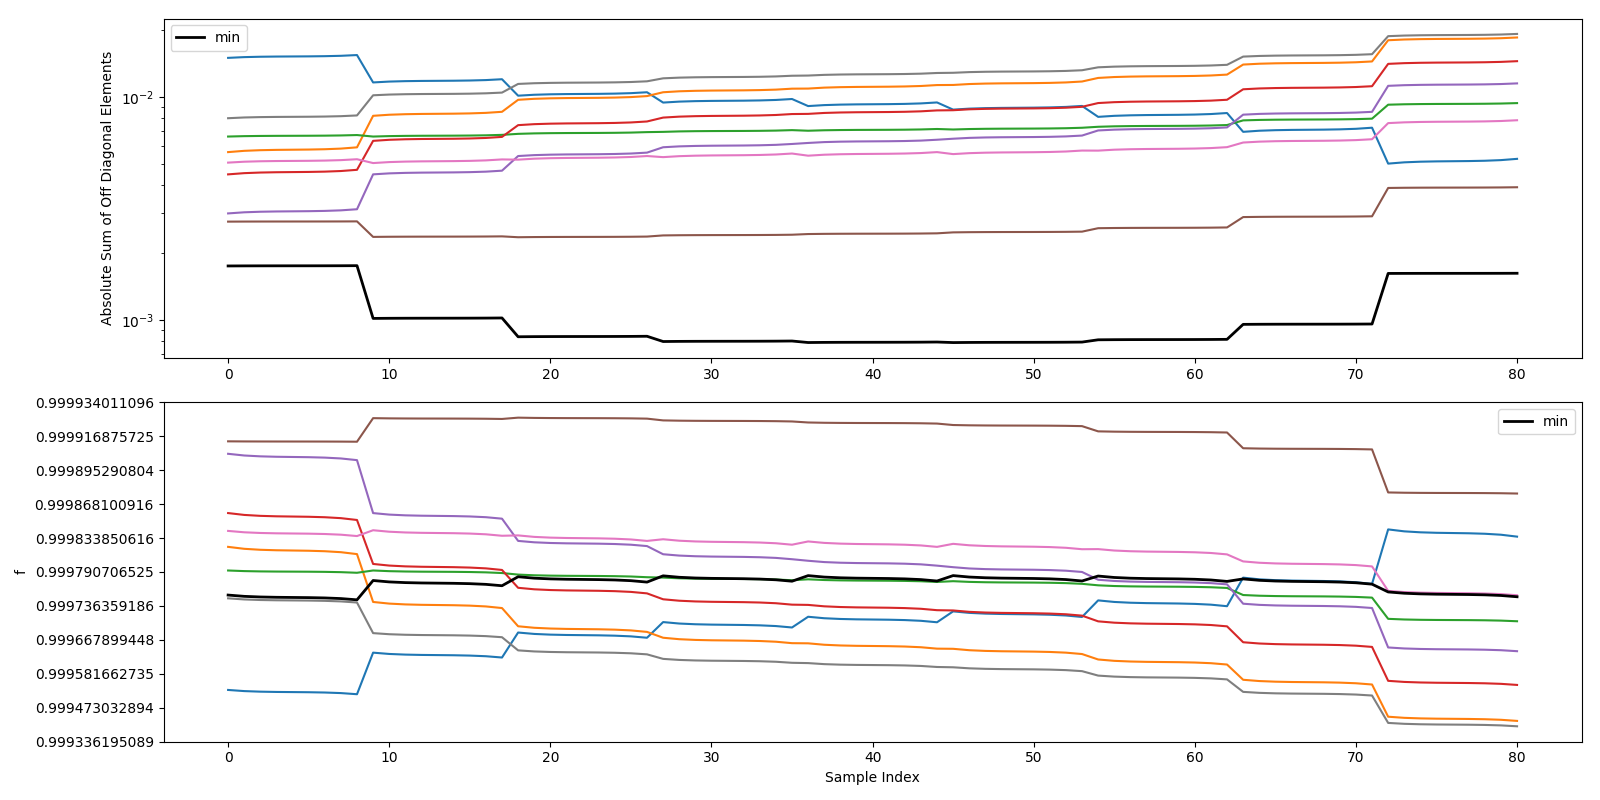 min
Absolute Sum of Off Diagonal Elements
10⁻²
10⁻³
0 10 20 30 40 50 60 70 80
min
f
0.999934011096
0.999916875725
0.999895290804
0.999868100916
0.999833850616
0.999790706525
0.999736359186
0.999667899448
0.999581662735
0.999473032894
0.999336195089
0 10 20 30 40 50 60 70 80
Sample Index